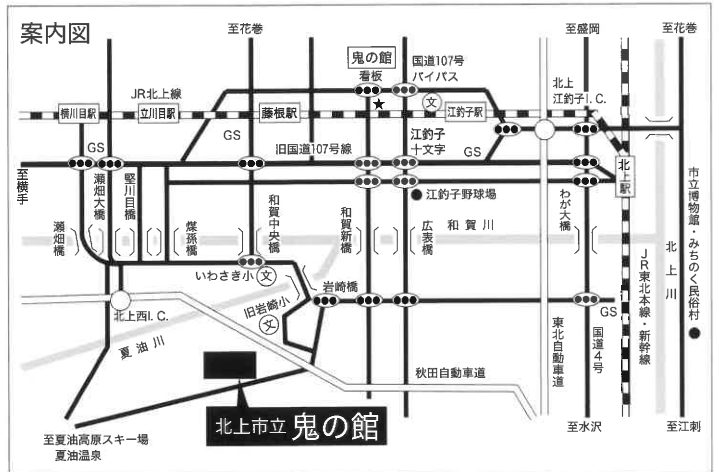 案内図
至花巻
鬼の館
看板
国道107号
バイパス
至盛岡
至花巻
JR北上線
北上
江釣子I.C.
横川目駅
立川目駅
藤根駅
文
江釣子駅
GS
GS
旧国道107号線
江釣子
十文字
GS
北上駅
至横手
瀬畑大橋
堅川目橋
江釣子野球場
瀬畑橋
煤孫橋
和賀中央橋
和賀新橋
広表橋
和賀川
わが大橋
市立博物館・みちのく民俗村
いわさき小
文
岩崎橋
旧岩崎小
文
北上西I.C.
GS
JR東北本線・新幹線
北上川
夏油川
東北自動車道
国道4号
秋田自動車道
北上市立 鬼の館
至夏油高原スキー場
夏油温泉
至水沢
至江刺